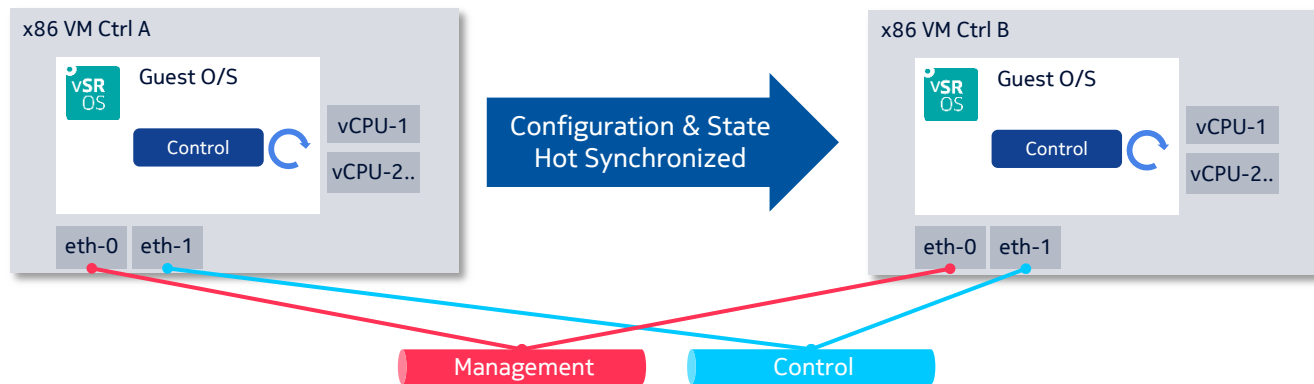 x86 VM Ctrl A
vSR
OS
Guest O/S
Control
vCPU-1
vCPU-2..
eth-0
eth-1
Configuration & State
Hot Synchronized
x86 VM Ctrl B
vSR
OS
Guest O/S
Control
vCPU-1
vCPU-2..
eth-0
eth-1
Management
Control